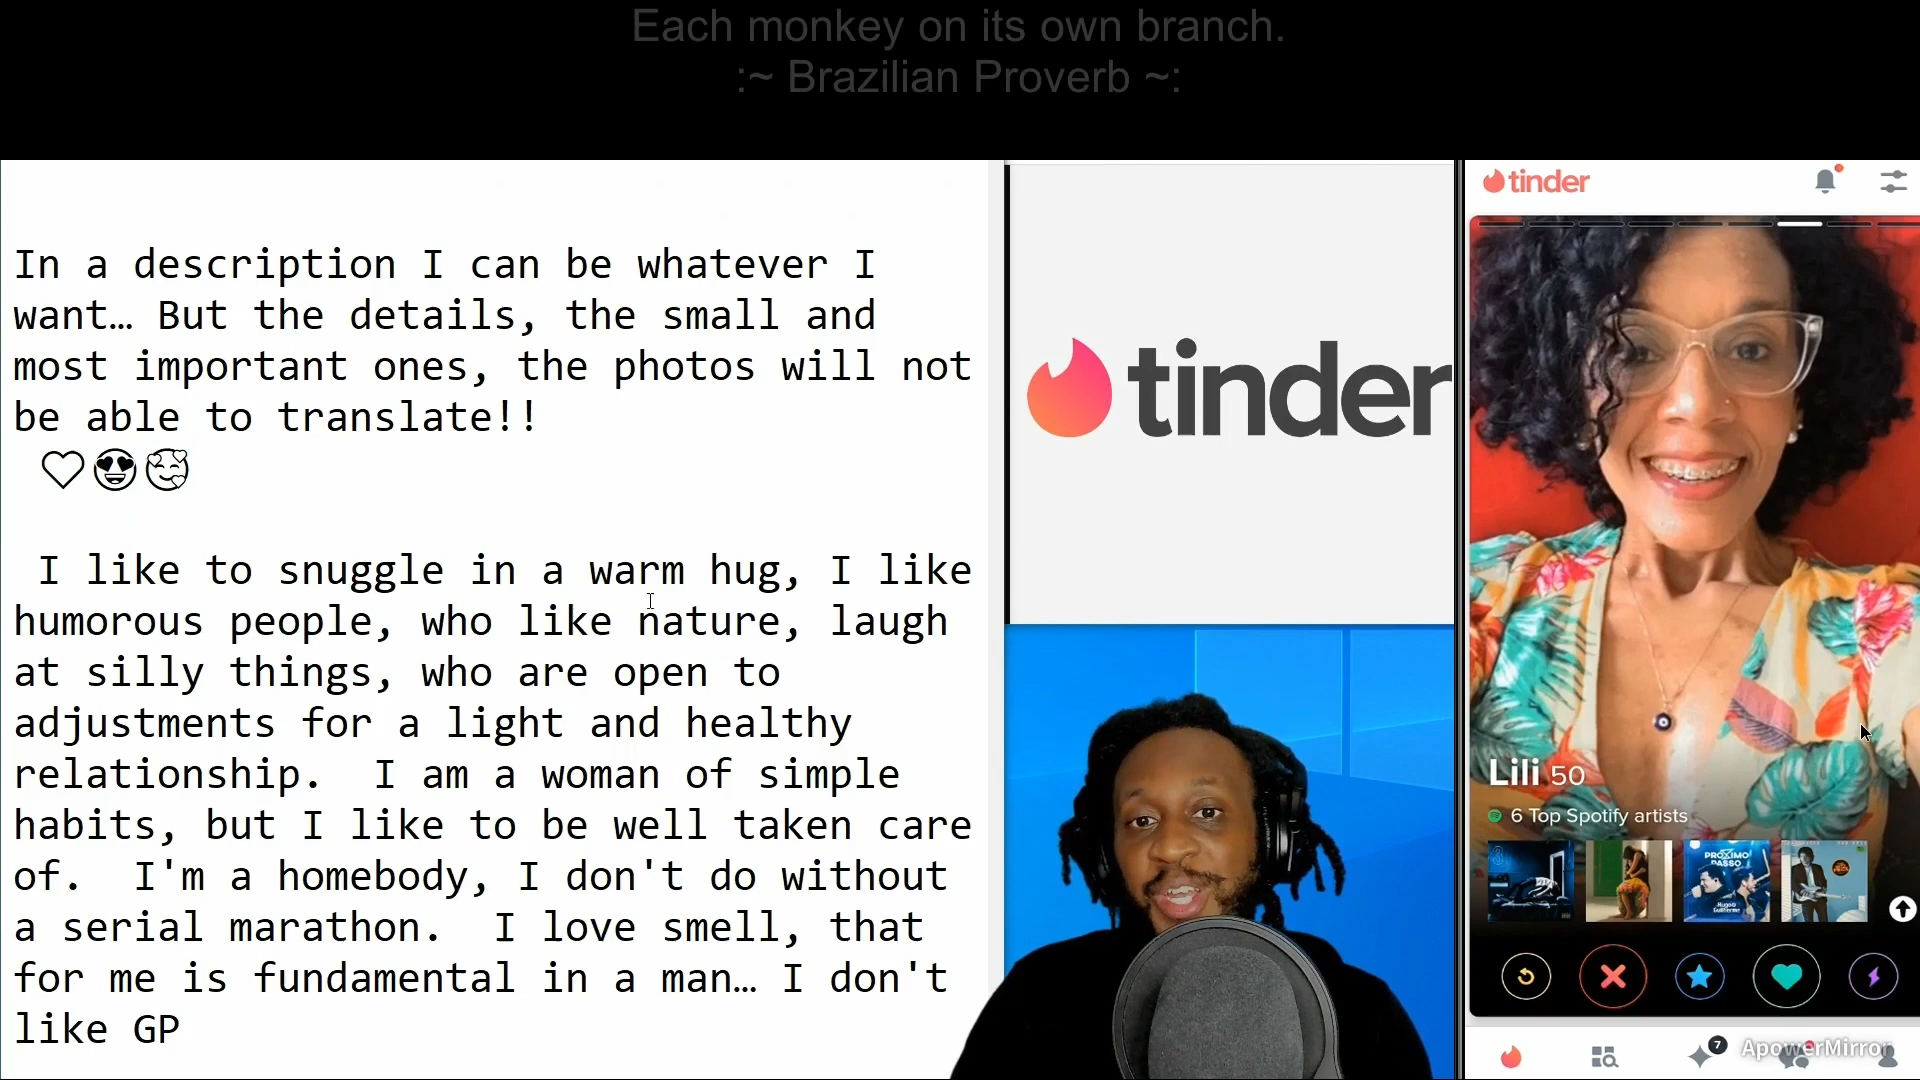 Each monkey on its own branch.
:~ Brazilian Proverb ~:
In a description I can be whatever I
want… But the details, the small and
most important ones, the photos will not
be able to translate!!
♡😍🥰
I like to snuggle in a warm hug, I like
humorous people, who like nature, laugh
at silly things, who are open to
adjustments for a light and healthy
relationship.  I am a woman of simple
habits, but I like to be well taken care
of.  I'm a homebody, I don't do without
a serial marathon.  I love smell, that
for me is fundamental in a man… I don't
like GP
tinder
tinder
Lili 50
6 Top Spotify artists
PRÓXIMO
PASSO
Hugo &
Guilherme
7
ApowerMirror